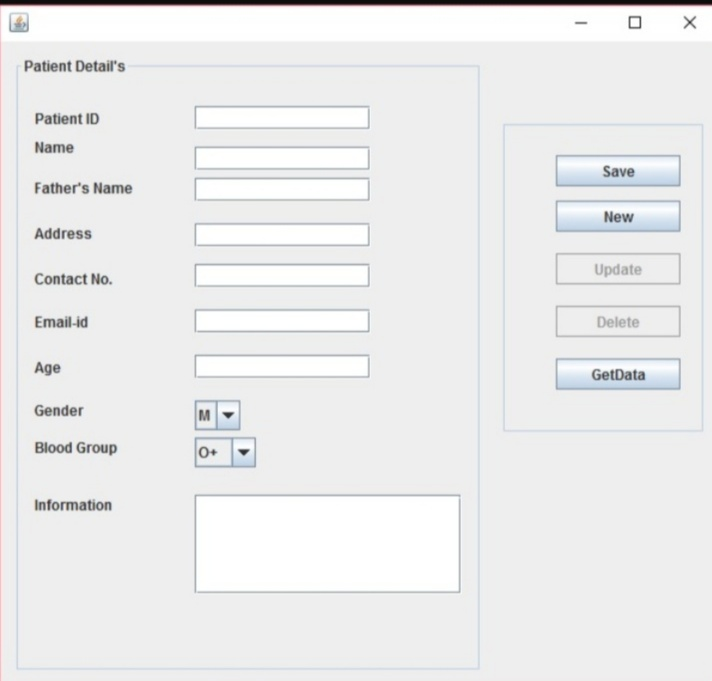 Patient Detail's
Patient ID
Name
Father's Name
Address
Contact No.
Email-id
Age
Gender
M
Blood Group
O+
Information
Save
New
Update
Delete
GetData